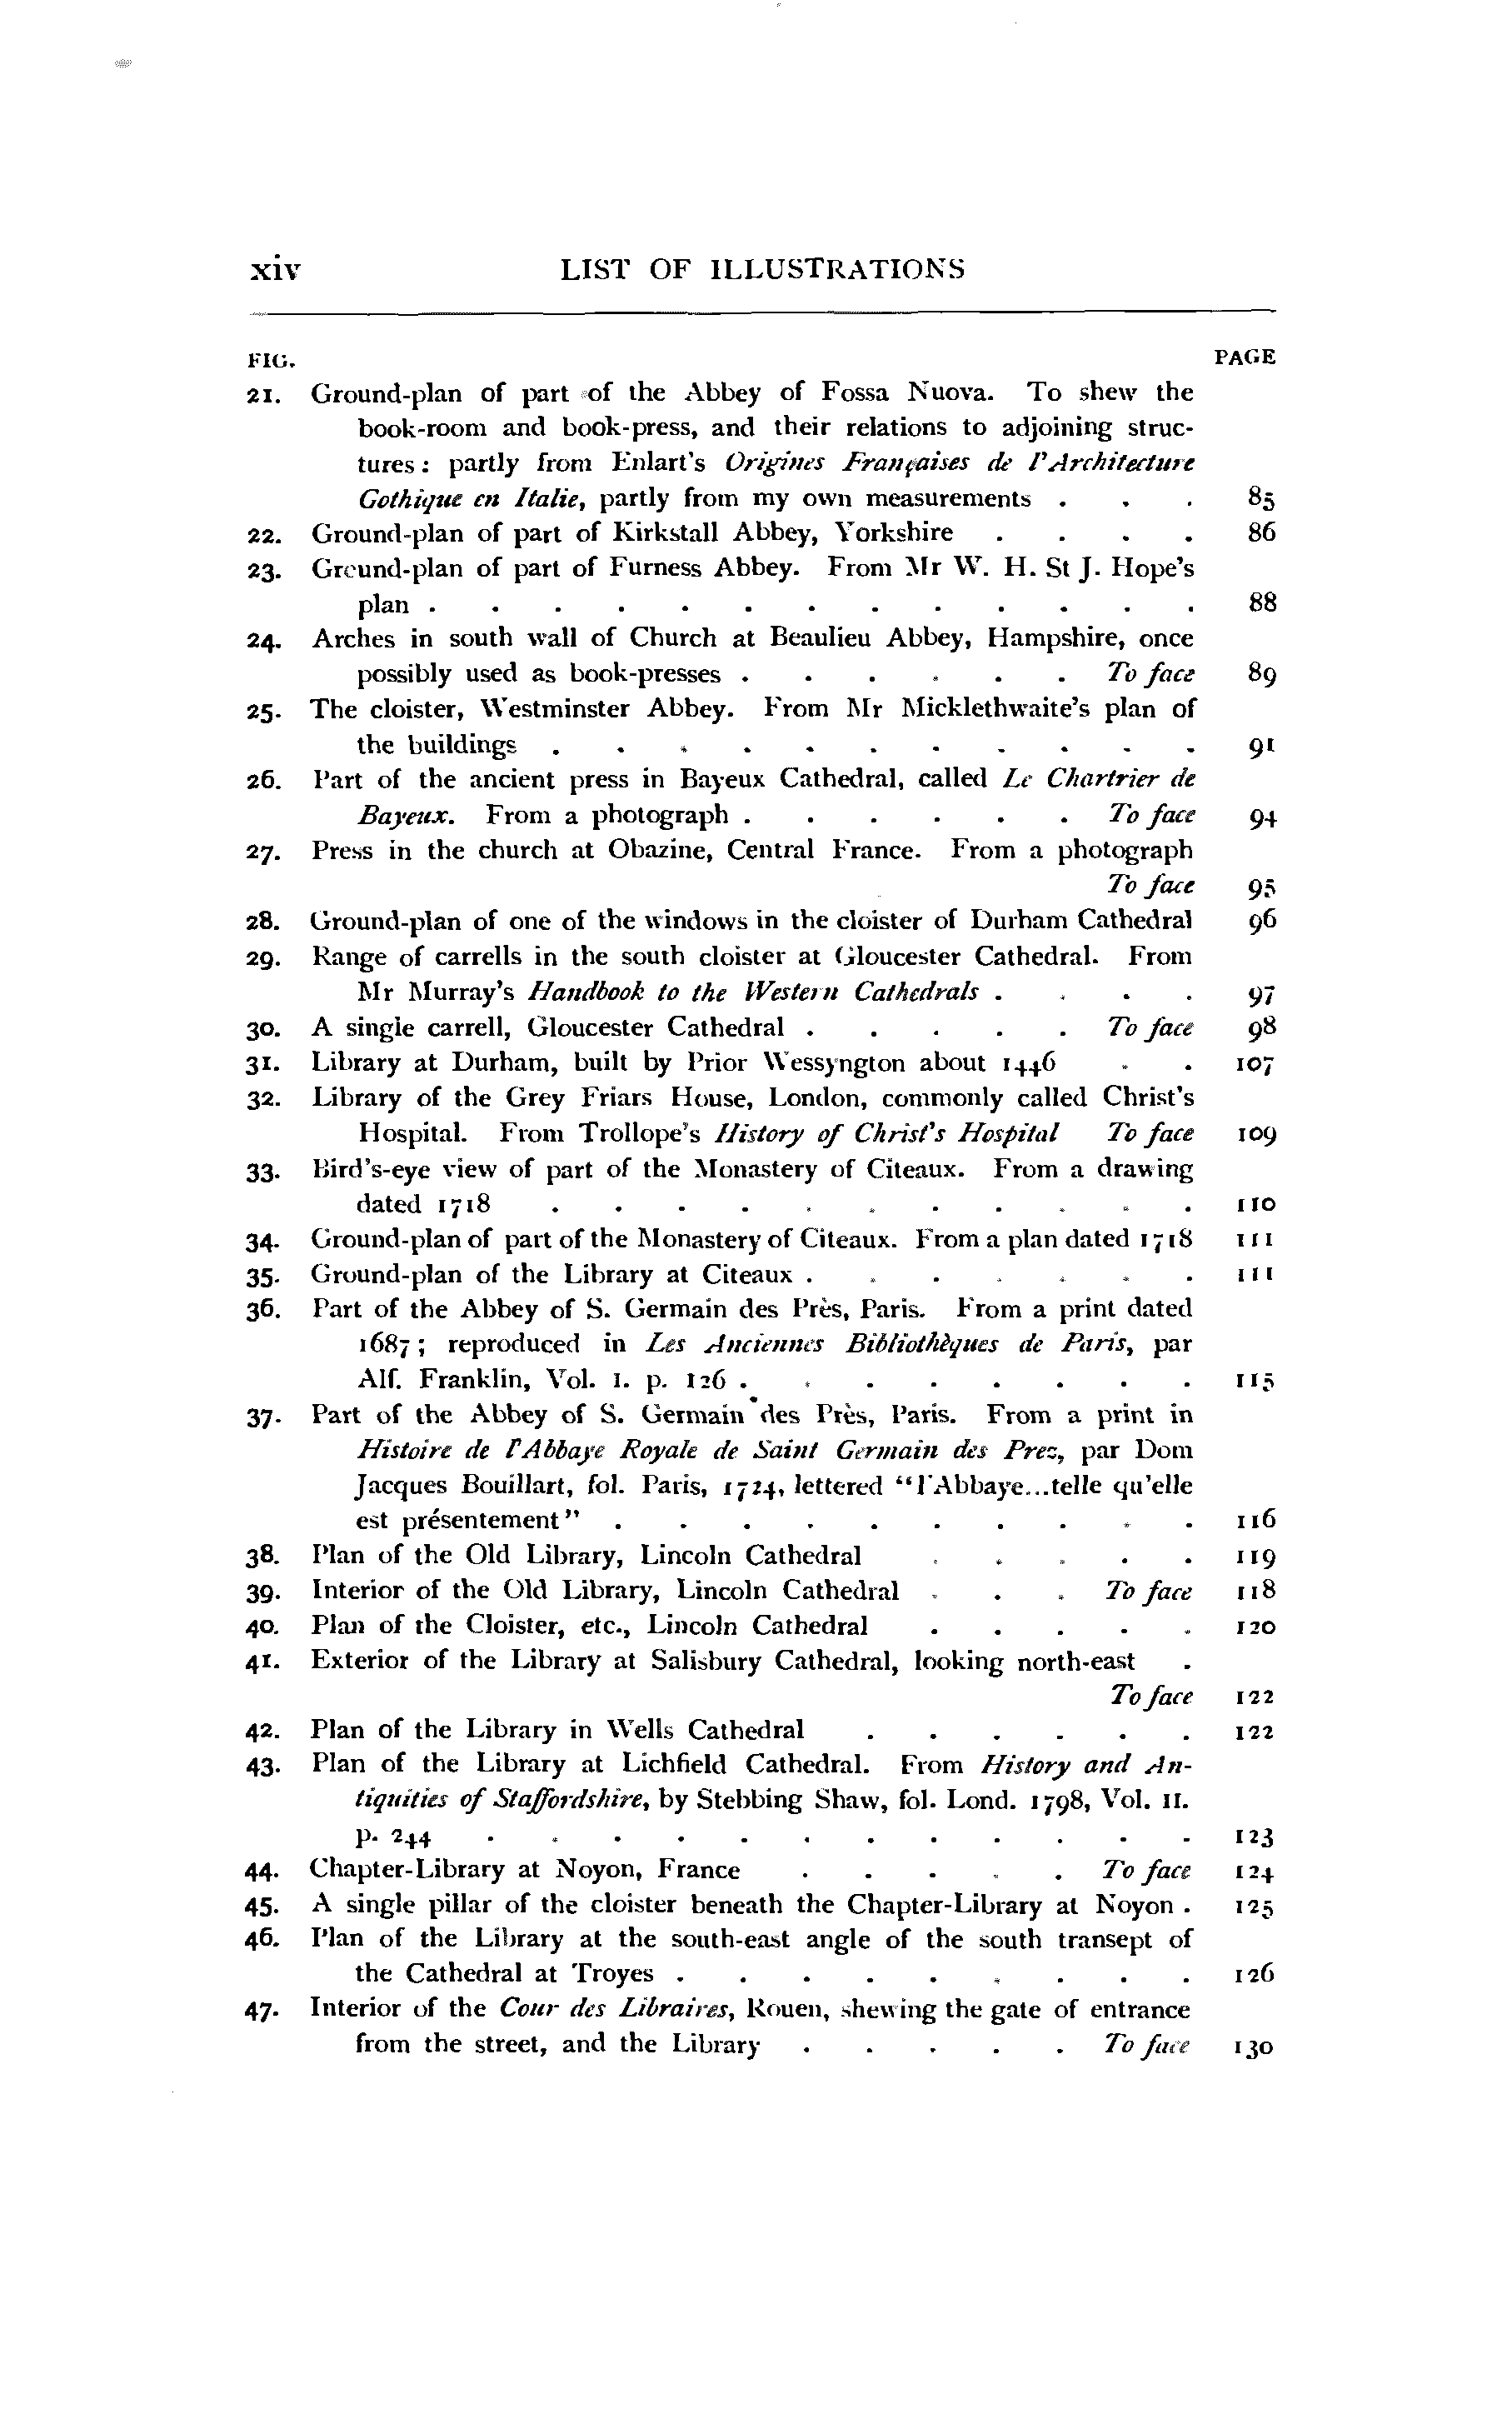 xiv LIST OF ILLUSTRATIONS
FIG. PAGE
21. Ground-plan of part of the Abbey of Fossa Nuova. To shew the
book-room and book-press, and their relations to adjoining struc-
tures: partly from Enlart's Origines Françaises de l'Architecture
Gothique en Italie, partly from my own measurements . . . 85
22. Ground-plan of part of Kirkstall Abbey, Yorkshire . . . . 86
23. Ground-plan of part of Furness Abbey. From Mr W. H. St J. Hope's
plan . . . . . . . . . . . . . 88
24. Arches in south wall of Church at Beaulieu Abbey, Hampshire, once
possibly used as book-presses . . . . . . To face 89
25. The cloister, Westminster Abbey. From Mr Micklethwaite's plan of
the buildings . . . . . . . . . . . 91
26. Part of the ancient press in Bayeux Cathedral, called Le Chartrier de
Bayeux. From a photograph . . . . . . To face 94
27. Press in the church at Obazine, Central France. From a photograph
To face 95
28. Ground-plan of one of the windows in the cloister of Durham Cathedral 96
29. Range of carrells in the south cloister at Gloucester Cathedral. From
Mr Murray's Handbook to the Western Cathedrals . . . . 97
30. A single carrell, Gloucester Cathedral . . . . . To face 98
31. Library at Durham, built by Prior Wessyngton about 1446 . . 107
32. Library of the Grey Friars House, London, commonly called Christ's
Hospital. From Trollope's History of Christ's Hospital To face 109
33. Bird's-eye view of part of the Monastery of Citeaux. From a drawing
dated 1718 . . . . . . . . . . . 110
34. Ground-plan of part of the Monastery of Citeaux. From a plan dated 1718 111
35. Ground-plan of the Library at Citeaux . . . . . . . 111
36. Part of the Abbey of S. Germain des Près, Paris. From a print dated
1687; reproduced in Les Anciennes Bibliothèques de Paris, par
Alf. Franklin, Vol. I. p. 126 . . . . . . . . 115
37. Part of the Abbey of S. Germain des Près, Paris. From a print in
Histoire de l'Abbaye Royale de Saint Germain des Prez, par Dom
Jacques Bouillart, fol. Paris, 1724, lettered "l'Abbaye...telle qu'elle
est présentement" . . . . . . . . . . 116
38. Plan of the Old Library, Lincoln Cathedral . . . . . 119
39. Interior of the Old Library, Lincoln Cathedral . . . To face 118
40. Plan of the Cloister, etc., Lincoln Cathedral . . . . . 120
41. Exterior of the Library at Salisbury Cathedral, looking north-east .
To face 122
42. Plan of the Library in Wells Cathedral . . . . . . 122
43. Plan of the Library at Lichfield Cathedral. From History and An-
tiquities of Staffordshire, by Stebbing Shaw, fol. Lond. 1798, Vol. II.
p. 244 . . . . . . . . . . . . 123
44. Chapter-Library at Noyon, France . . . . . To face 124
45. A single pillar of the cloister beneath the Chapter-Library at Noyon . 125
46. Plan of the Library at the south-east angle of the south transept of
the Cathedral at Troyes . . . . . . . . . 126
47. Interior of the Cour des Libraires, Rouen, shewing the gate of entrance
from the street, and the Library . . . . . To face 130